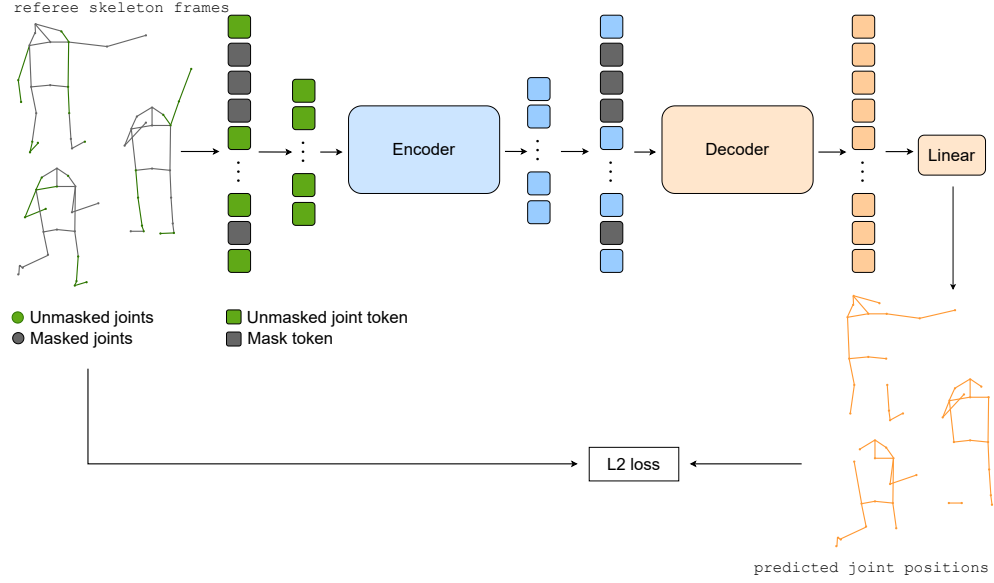 referee skeleton frames
Encoder
Decoder
Linear
Unmasked joints
Masked joints
Unmasked joint token
Mask token
L2 loss
predicted joint positions